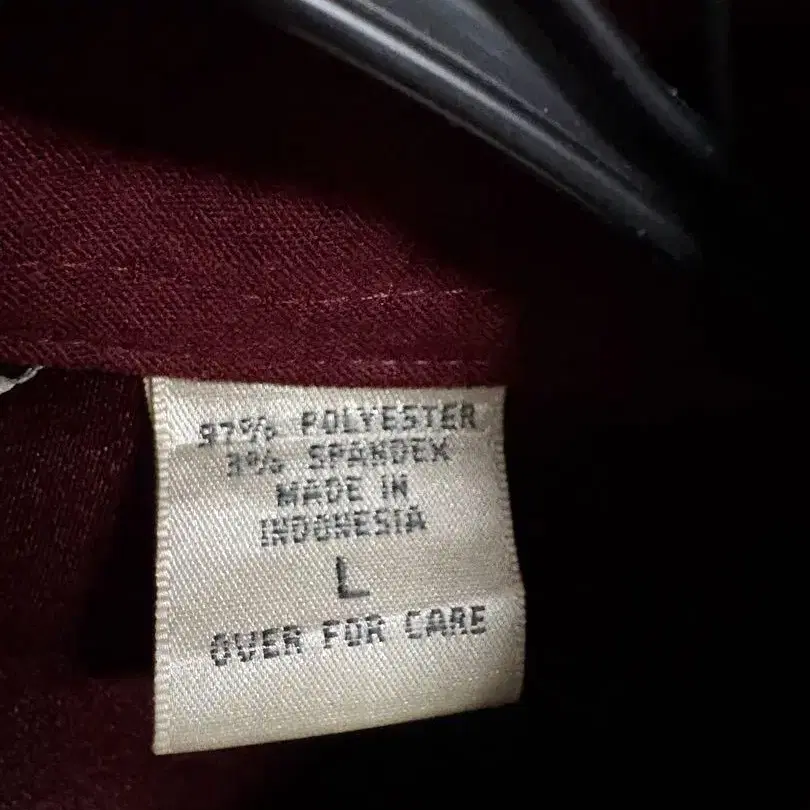 97% POLYESTER
3% SPANDEX
MADE IN
INDONESIA
L
OVER FOR CARE